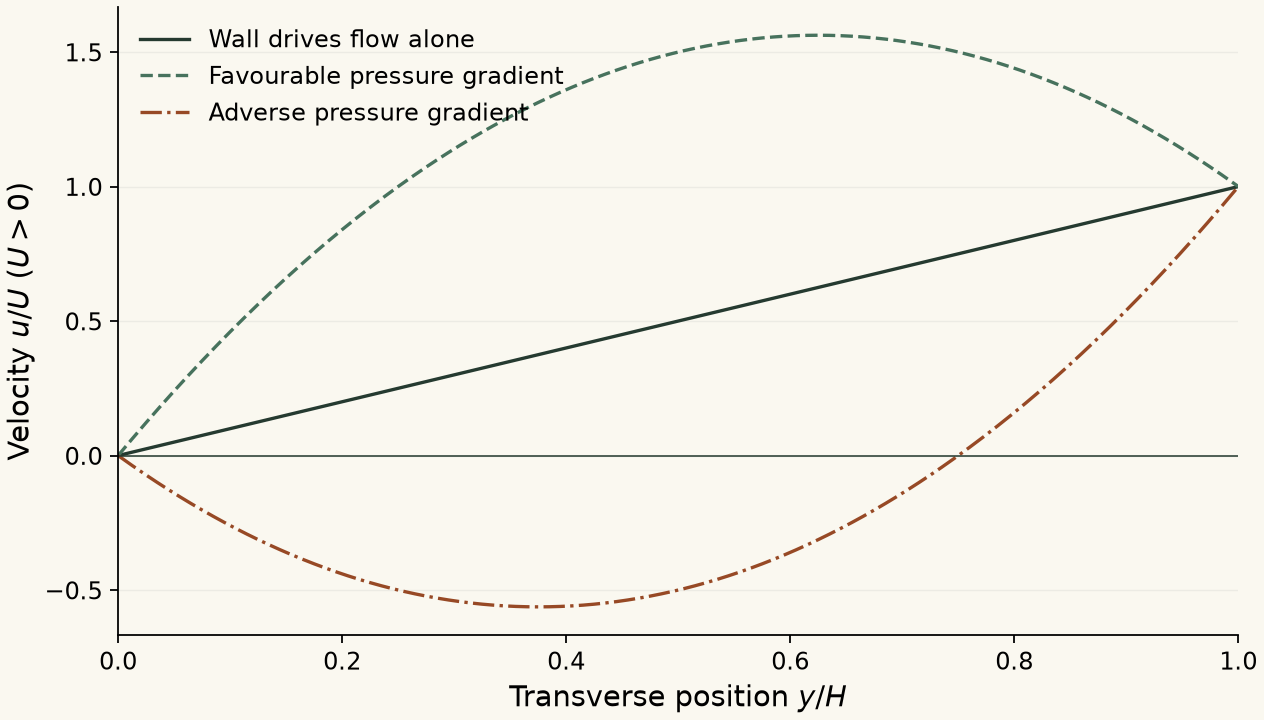 Wall drives flow alone
Favourable pressure gradient
Adverse pressure gradient
Velocity u/U (U > 0)
1.5
1.0
0.5
0.0
−0.5
0.0 0.2 0.4 0.6 0.8 1.0
Transverse position y/H